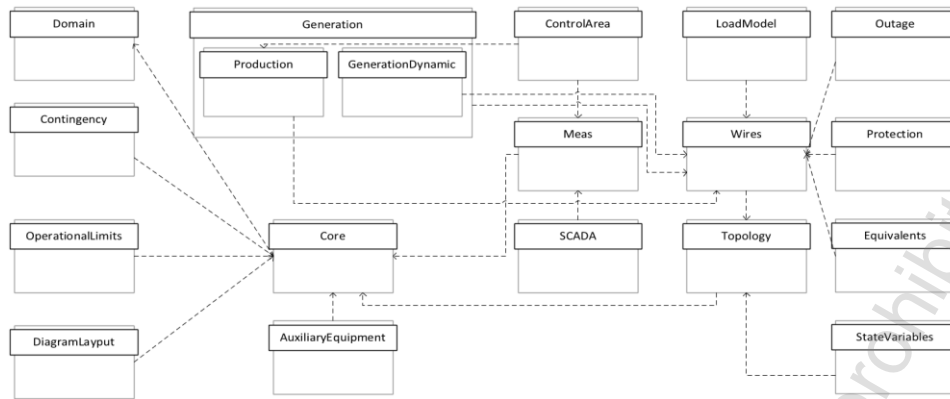 Domain
Generation
ControlArea
LoadModel
Outage
Production
GenerationDynamic
Contingency
Meas
Wires
Protection
OperationalLimits
Core
SCADA
Topology
Equivalents
DiagramLayput
AuxiliaryEquipment
StateVariables
prohibi